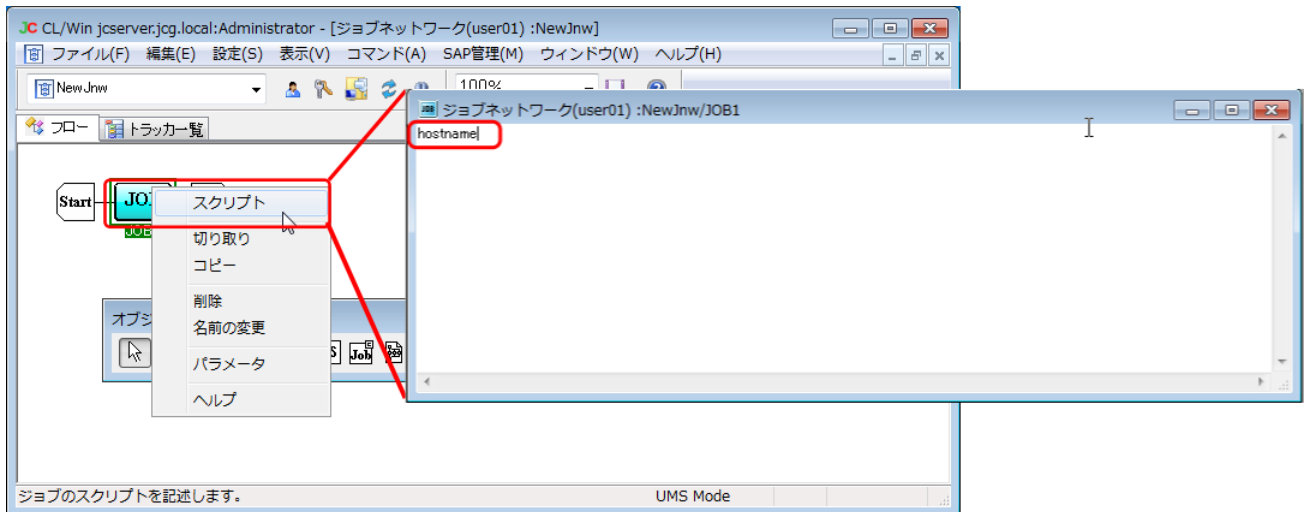 JC CL/Win jcserver.jcg.local:Administrator - [ジョブネットワーク(user01) :NewJnw]
ファイル(F) 編集(E) 設定(S) 表示(V) コマンド(A) SAP管理(M) ウィンドウ(W) ヘルプ(H)
NewJnw 100%
フロー トラッカ一覧
ジョブネットワーク(user01) :NewJnw/JOB1
hostname
Start
スクリプト
切り取り
コピー
削除
名前の変更
パラメータ
ヘルプ
オブジ
Job E
ジョブのスクリプトを記述します。 UMS Mode